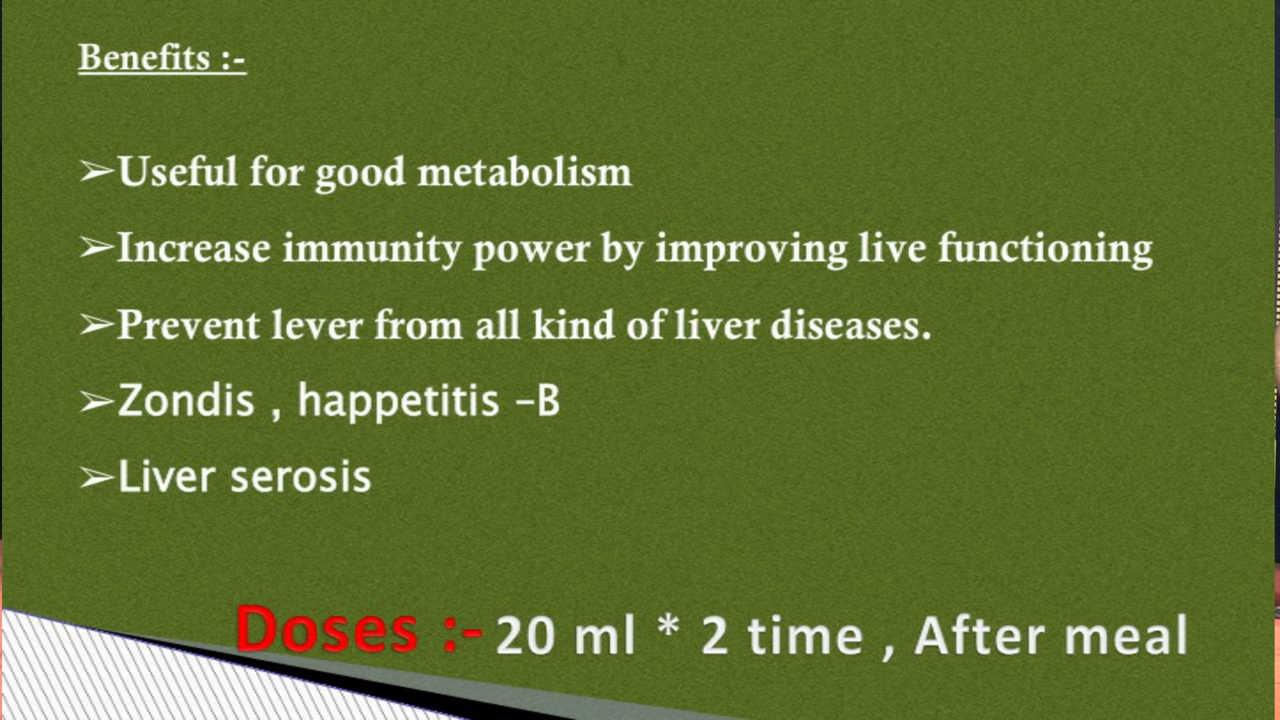 Benefits :-
➢Useful for good metabolism
➢Increase immunity power by improving live functioning
➢Prevent lever from all kind of liver diseases.
➢Zondis , happetitis –B
➢Liver serosis
Doses :- 20 ml * 2 time , After meal